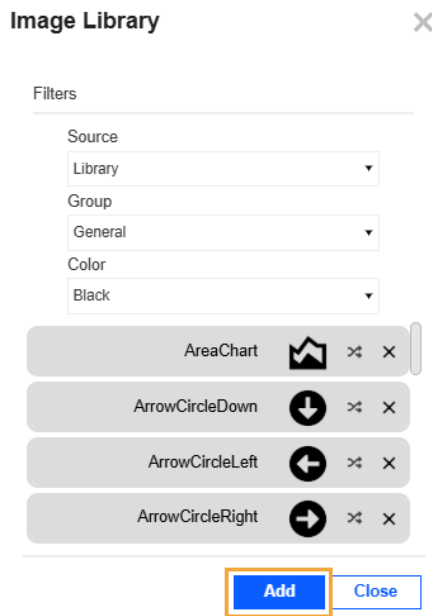 Image Library
Filters
Source
Library
Group
General
Color
Black
AreaChart
ArrowCircleDown
ArrowCircleLeft
ArrowCircleRight
Add Close